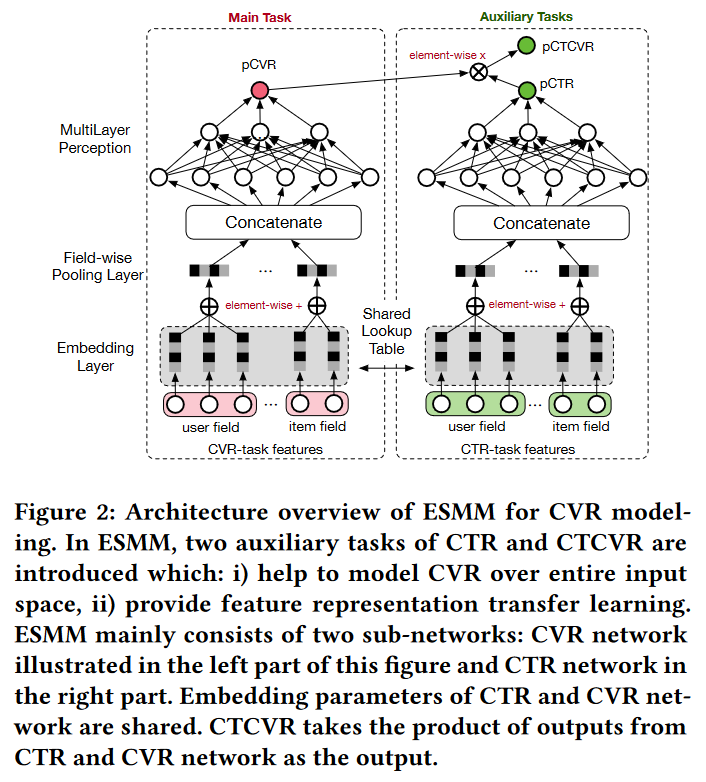 Main Task
Auxiliary Tasks
element-wise x
pCTCVR
pCVR
pCTR
MultiLayer
Perception
Concatenate
Concatenate
Field-wise
Pooling Layer
...
...
element-wise +
element-wise +
Shared
Lookup
Table
Embedding
Layer
...
...
user field
item field
user field
item field
CVR-task features
CTR-task features
Figure 2: Architecture overview of ESMM for CVR model-
ing. In ESMM, two auxiliary tasks of CTR and CTCVR are
introduced which: i) help to model CVR over entire input
space, ii) provide feature representation transfer learning.
ESMM mainly consists of two sub-networks: CVR network
illustrated in the left part of this figure and CTR network in
the right part. Embedding parameters of CTR and CVR net-
work are shared. CTCVR takes the product of outputs from
CTR and CVR network as the output.